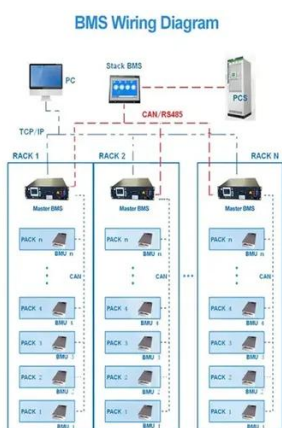 BMS Wiring Diagram
Stack BMS
PC
PCS
CAN/RS485
TCP/IP
RACK 1
RACK 2
RACK N
Master BMS
Master BMS
Master BMS
PACK n
PACK n
PACK n
BMU n
BMU n
BMU n
CAN
CAN
CAN
PACK 4
PACK 4
PACK 4
BMU 4
BMU 4
BMU 4
PACK 3
PACK 3
PACK 3
BMU 3
BMU 3
BMU 3
PACK 2
PACK 2
PACK 2
BMU 2
BMU 2
BMU 2
PACK 1
PACK 1
PACK 1
BMU 1
BMU 1
BMU 1